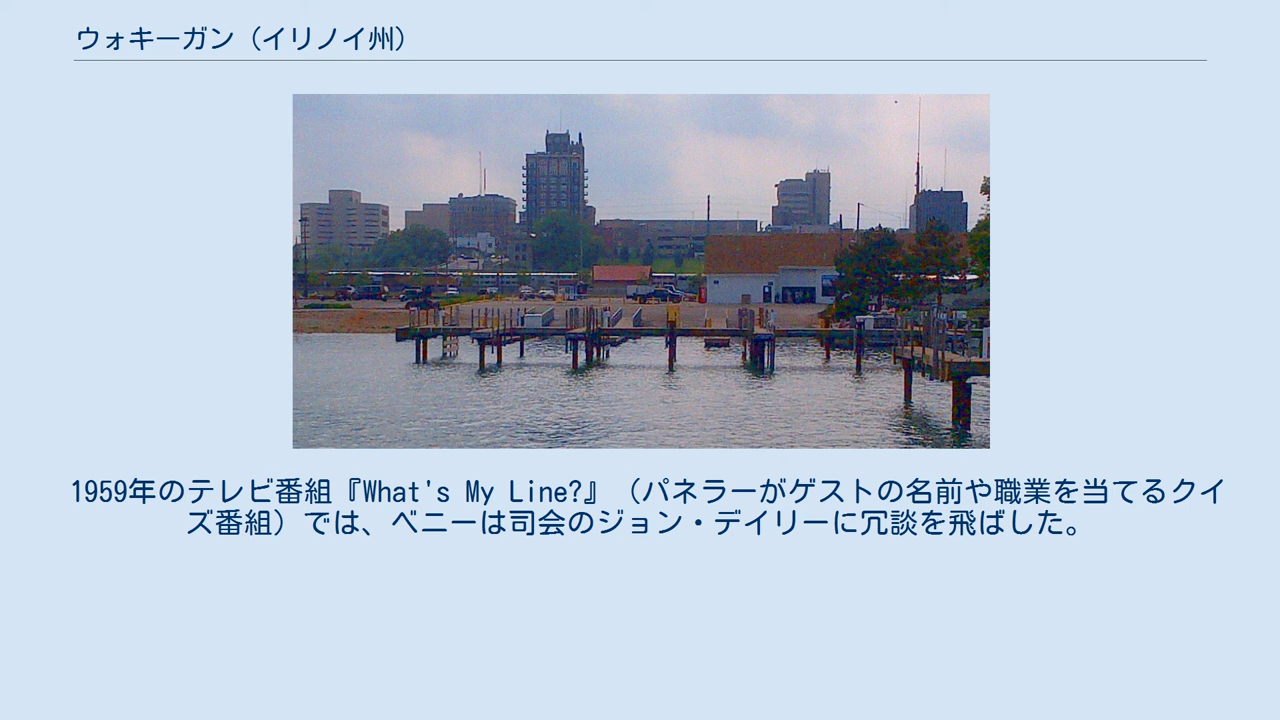 ウォキーガン（イリノイ州）
1959年のテレビ番組『What's My Line?』（パネラーがゲストの名前や職業を当てるクイ
ズ番組）では、ベニーは司会のジョン・デイリーに冗談を飛ばした。